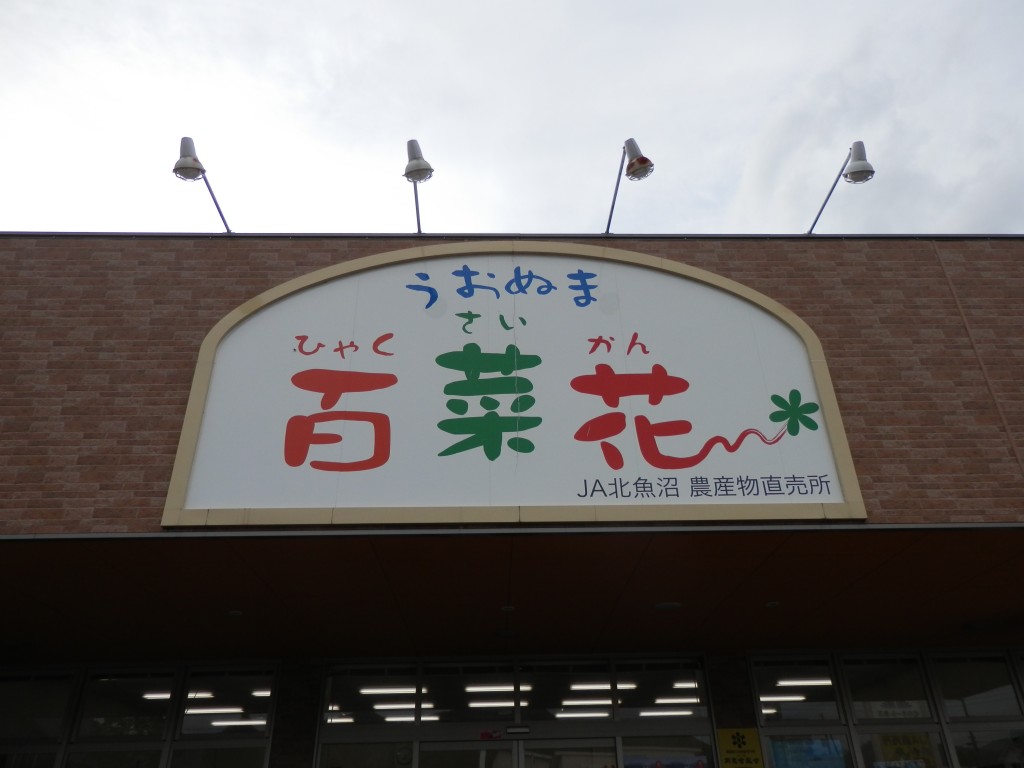 うおぬま
ひゃく さい かん
百菜花
JA北魚沼 農産物直売所